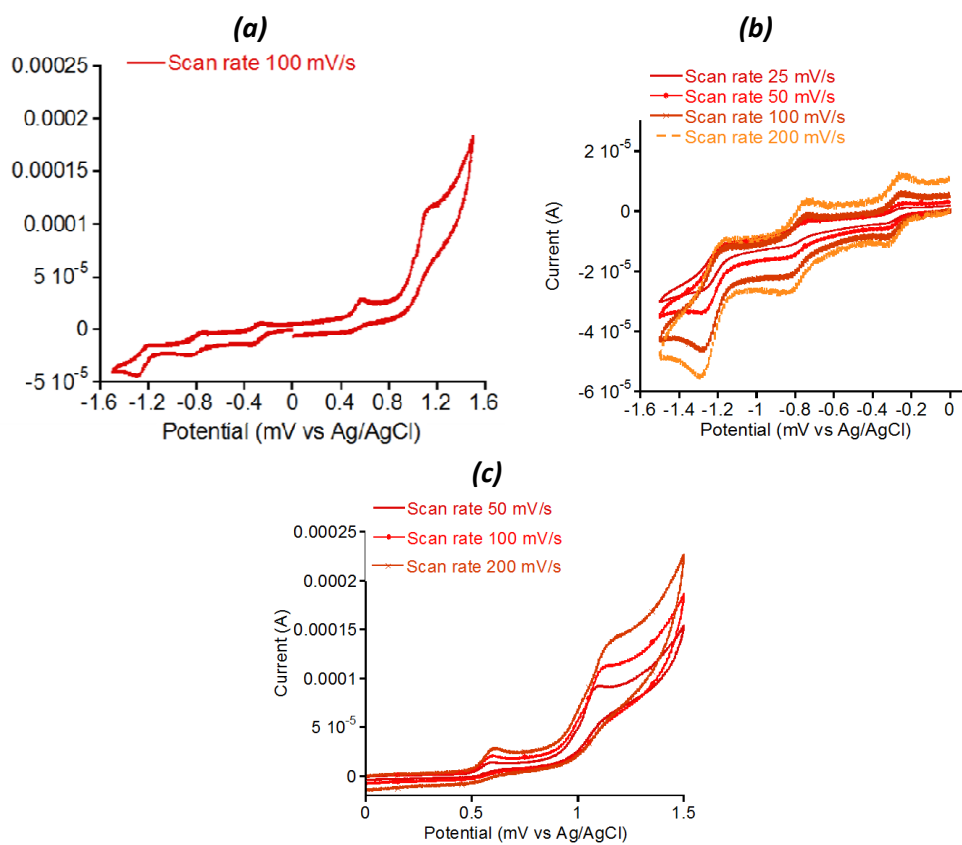 (a)
Scan rate 100 mV/s
0.00025
0.0002
0.00015
0.0001
5 10-5
0
-5 10-5
-1.6 -1.2 -0.8 -0.4 0 0.4 0.8 1.2 1.6
Potential (mV vs Ag/AgCl)
(b)
Scan rate 25 mV/s
Scan rate 50 mV/s
Scan rate 100 mV/s
Scan rate 200 mV/s
Current (A)
2 10-5
0
-2 10-5
-4 10-5
-6 10-5
-1.6 -1.4 -1.2 -1 -0.8 -0.6 -0.4 -0.2 0
Potential (mV vs Ag/AgCl)
(c)
Scan rate 50 mV/s
Scan rate 100 mV/s
Scan rate 200 mV/s
Current (A)
0.00025
0.0002
0.00015
0.0001
5 10-5
0
0 0.5 1 1.5
Potential (mV vs Ag/AgCl)